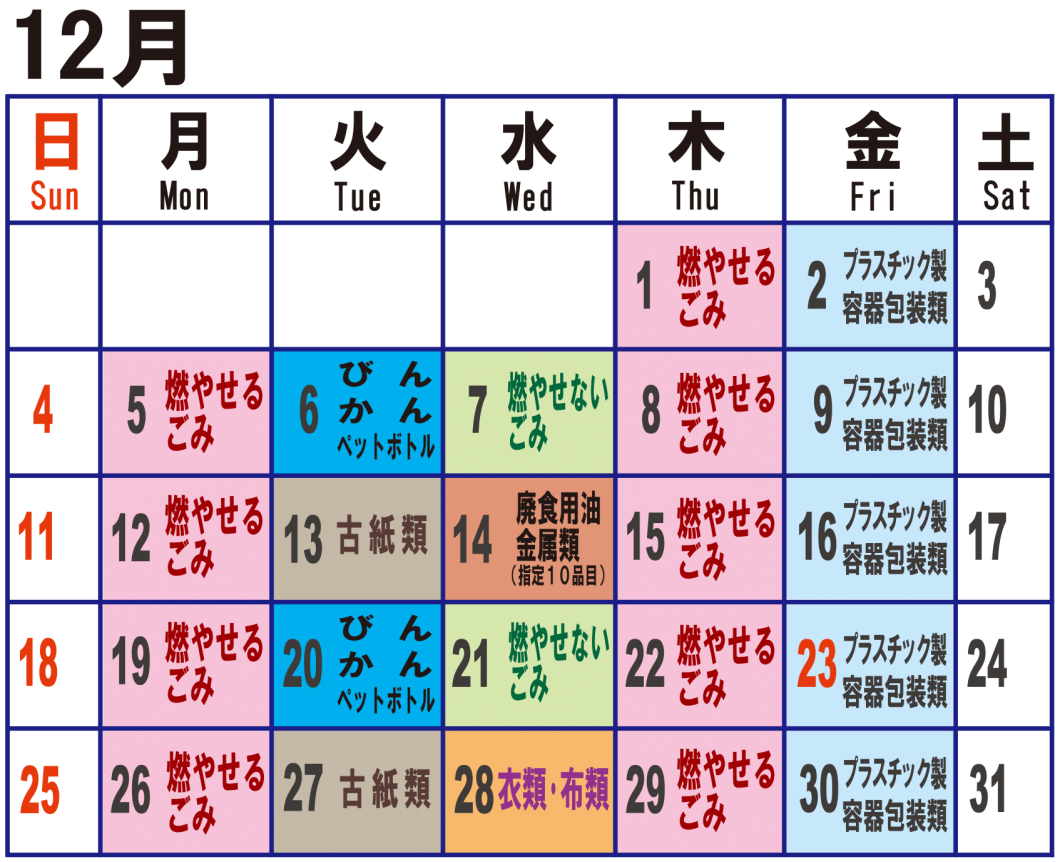 12月
日 月 火 水 木 金 土
Sun Mon Tue Wed Thu Fri Sat
1 燃やせる
ごみ
2 プラスチック製
容器包装類
3
4
5 燃やせる
ごみ
6 びん
かん
ペットボトル
7 燃やせない
ごみ
8 燃やせる
ごみ
9 プラスチック製
容器包装類
10
11
12 燃やせる
ごみ
13 古紙類
14 廃食用油
金属類
（指定１０品目）
15 燃やせる
ごみ
16 プラスチック製
容器包装類
17
18
19 燃やせる
ごみ
20 びん
かん
ペットボトル
21 燃やせない
ごみ
22 燃やせる
ごみ
23 プラスチック製
容器包装類
24
25
26 燃やせる
ごみ
27 古紙類
28 衣類・布類
29 燃やせる
ごみ
30 プラスチック製
容器包装類
31